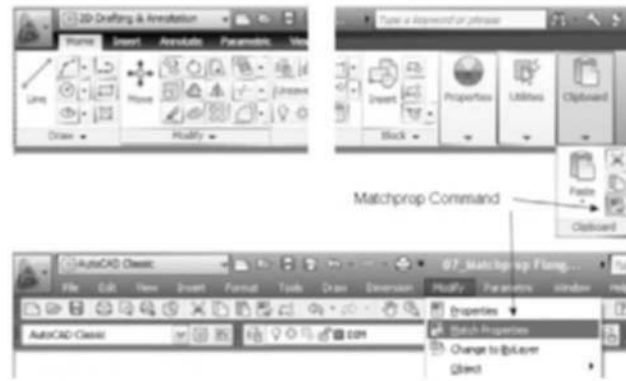 2D Drafting & Annotation
Type a keyword or phrase
Home Insert Annotate Parametric
Line
Move
Insert
Properties
Utilities
Clipboard
Draw
Modify
Block
Paste
Clipboard
Matchprop Command
AutoCAD Classic
07_Matchprop Flang...
File Edit View Insert Format Tools Draw Dimension Modify Parametric Window
Properties
AutoCAD Classic
Match Properties
Change to ByLayer
Object